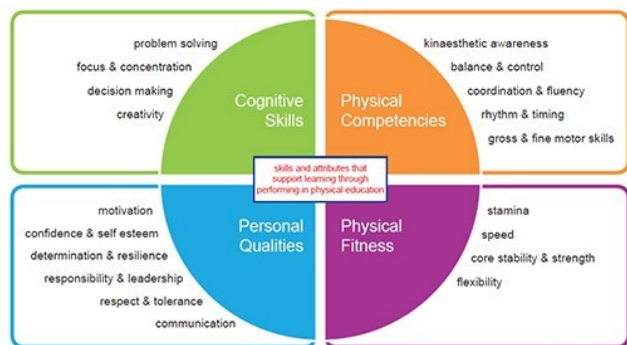 problem solving
focus & concentration
decision making
creativity
Cognitive
Skills
Physical
Competencies
kinaesthetic awareness
balance & control
coordination & fluency
rhythm & timing
gross & fine motor skills
skills and attributes that
support learning through
performing in physical education
motivation
confidence & self esteem
determination & resilience
responsibility & leadership
respect & tolerance
communication
Personal
Qualities
Physical
Fitness
stamina
speed
core stability & strength
flexibility